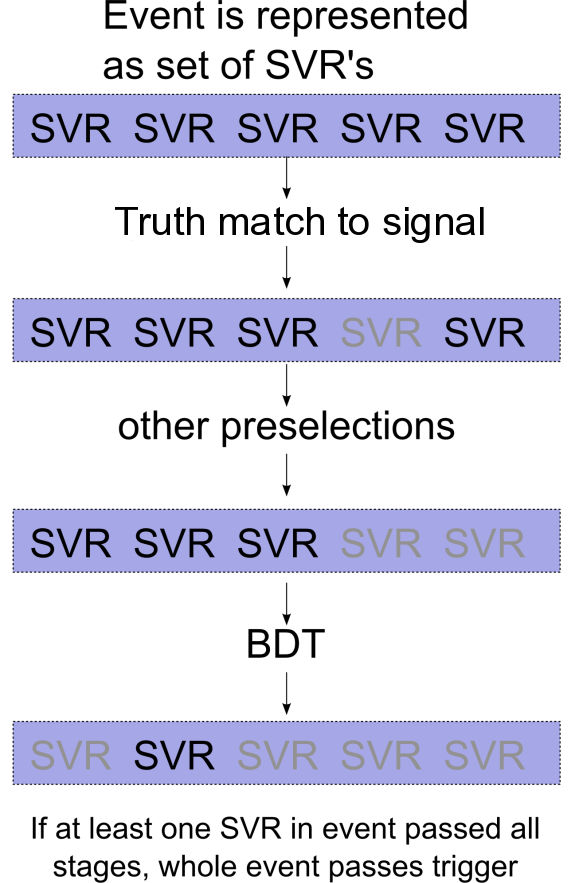 Event is represented
as set of SVR's
SVR SVR SVR SVR SVR
Truth match to signal
SVR SVR SVR SVR SVR
other preselections
SVR SVR SVR SVR SVR
BDT
SVR SVR SVR SVR SVR
If at least one SVR in event passed all
stages, whole event passes trigger